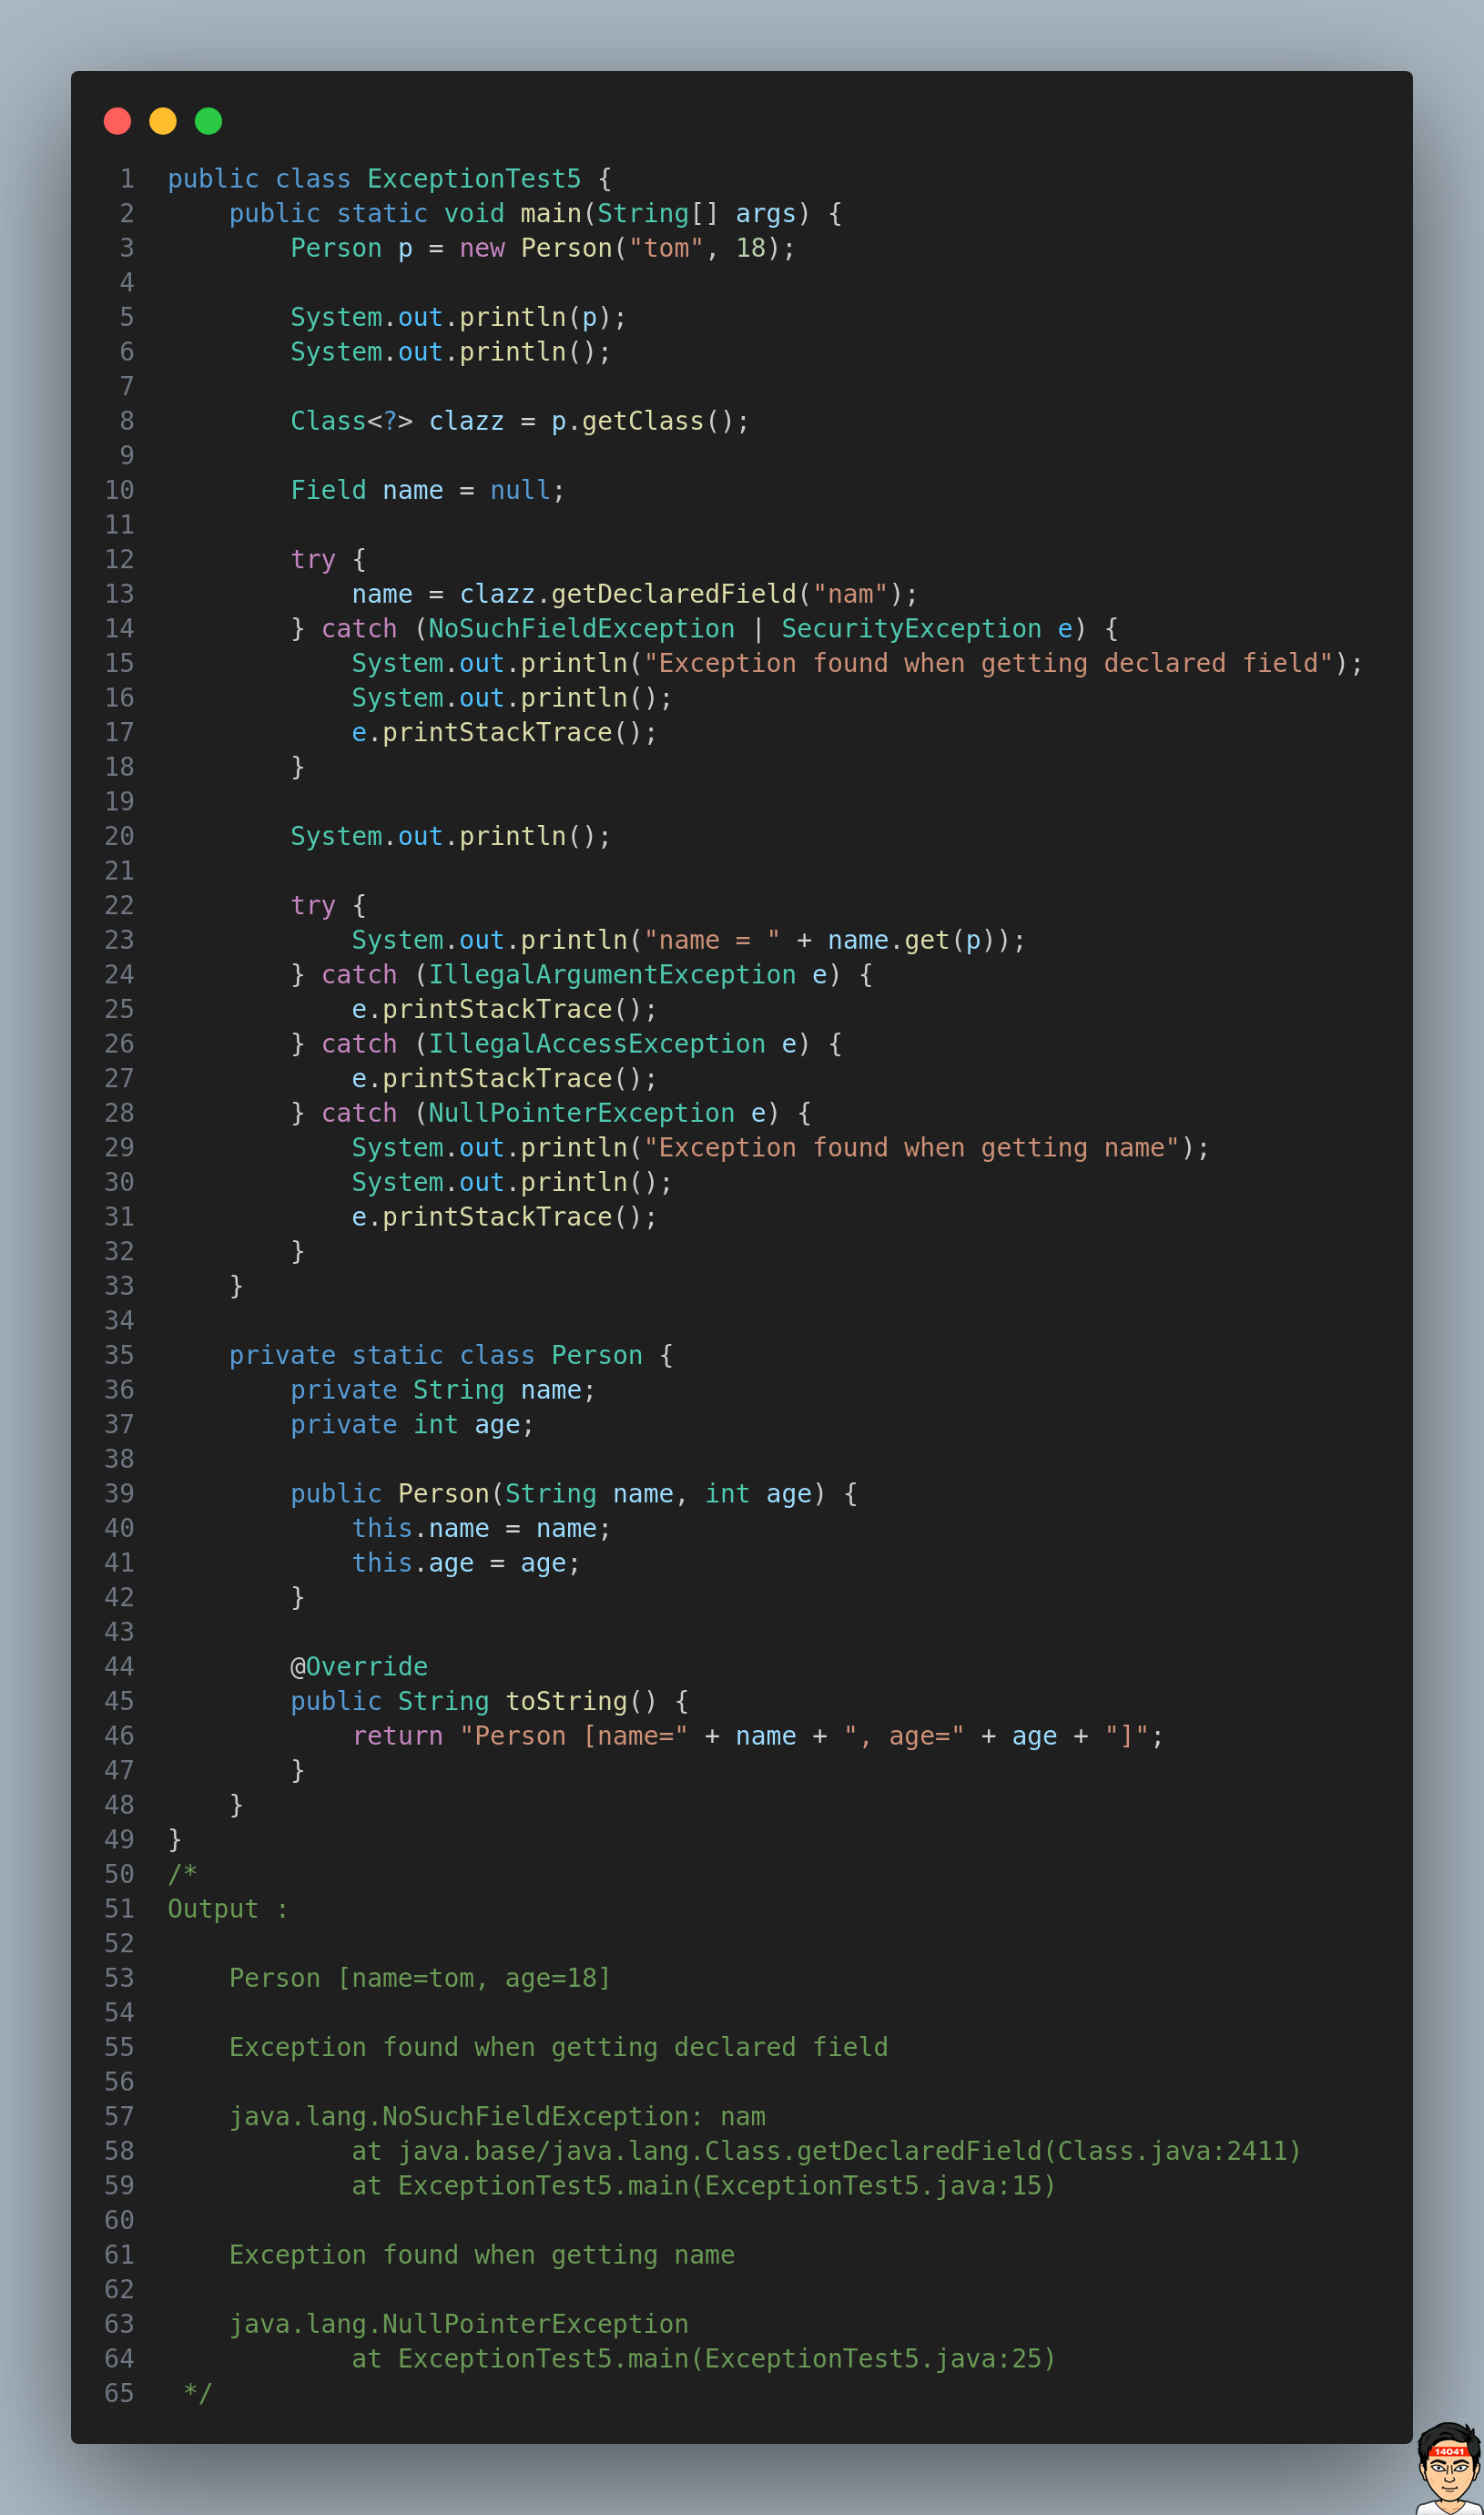 1 public class ExceptionTest5 {
2     public static void main(String[] args) {
3         Person p = new Person("tom", 18);
4
5         System.out.println(p);
6         System.out.println();
7
8         Class<?> clazz = p.getClass();
9
10         Field name = null;
11
12         try {
13             name = clazz.getDeclaredField("nam");
14         } catch (NoSuchFieldException | SecurityException e) {
15             System.out.println("Exception found when getting declared field");
16             System.out.println();
17             e.printStackTrace();
18         }
19
20         System.out.println();
21
22         try {
23             System.out.println("name = " + name.get(p));
24         } catch (IllegalArgumentException e) {
25             e.printStackTrace();
26         } catch (IllegalAccessException e) {
27             e.printStackTrace();
28         } catch (NullPointerException e) {
29             System.out.println("Exception found when getting name");
30             System.out.println();
31             e.printStackTrace();
32         }
33     }
34
35     private static class Person {
36         private String name;
37         private int age;
38
39         public Person(String name, int age) {
40             this.name = name;
41             this.age = age;
42         }
43
44         @Override
45         public String toString() {
46             return "Person [name=" + name + ", age=" + age + "]";
47         }
48     }
49 }
50 /*
51 Output :
52
53     Person [name=tom, age=18]
54
55     Exception found when getting declared field
56
57     java.lang.NoSuchFieldException: nam
58             at java.base/java.lang.Class.getDeclaredField(Class.java:2411)
59             at ExceptionTest5.main(ExceptionTest5.java:15)
60
61     Exception found when getting name
62
63     java.lang.NullPointerException
64             at ExceptionTest5.main(ExceptionTest5.java:25)
65  */
14041